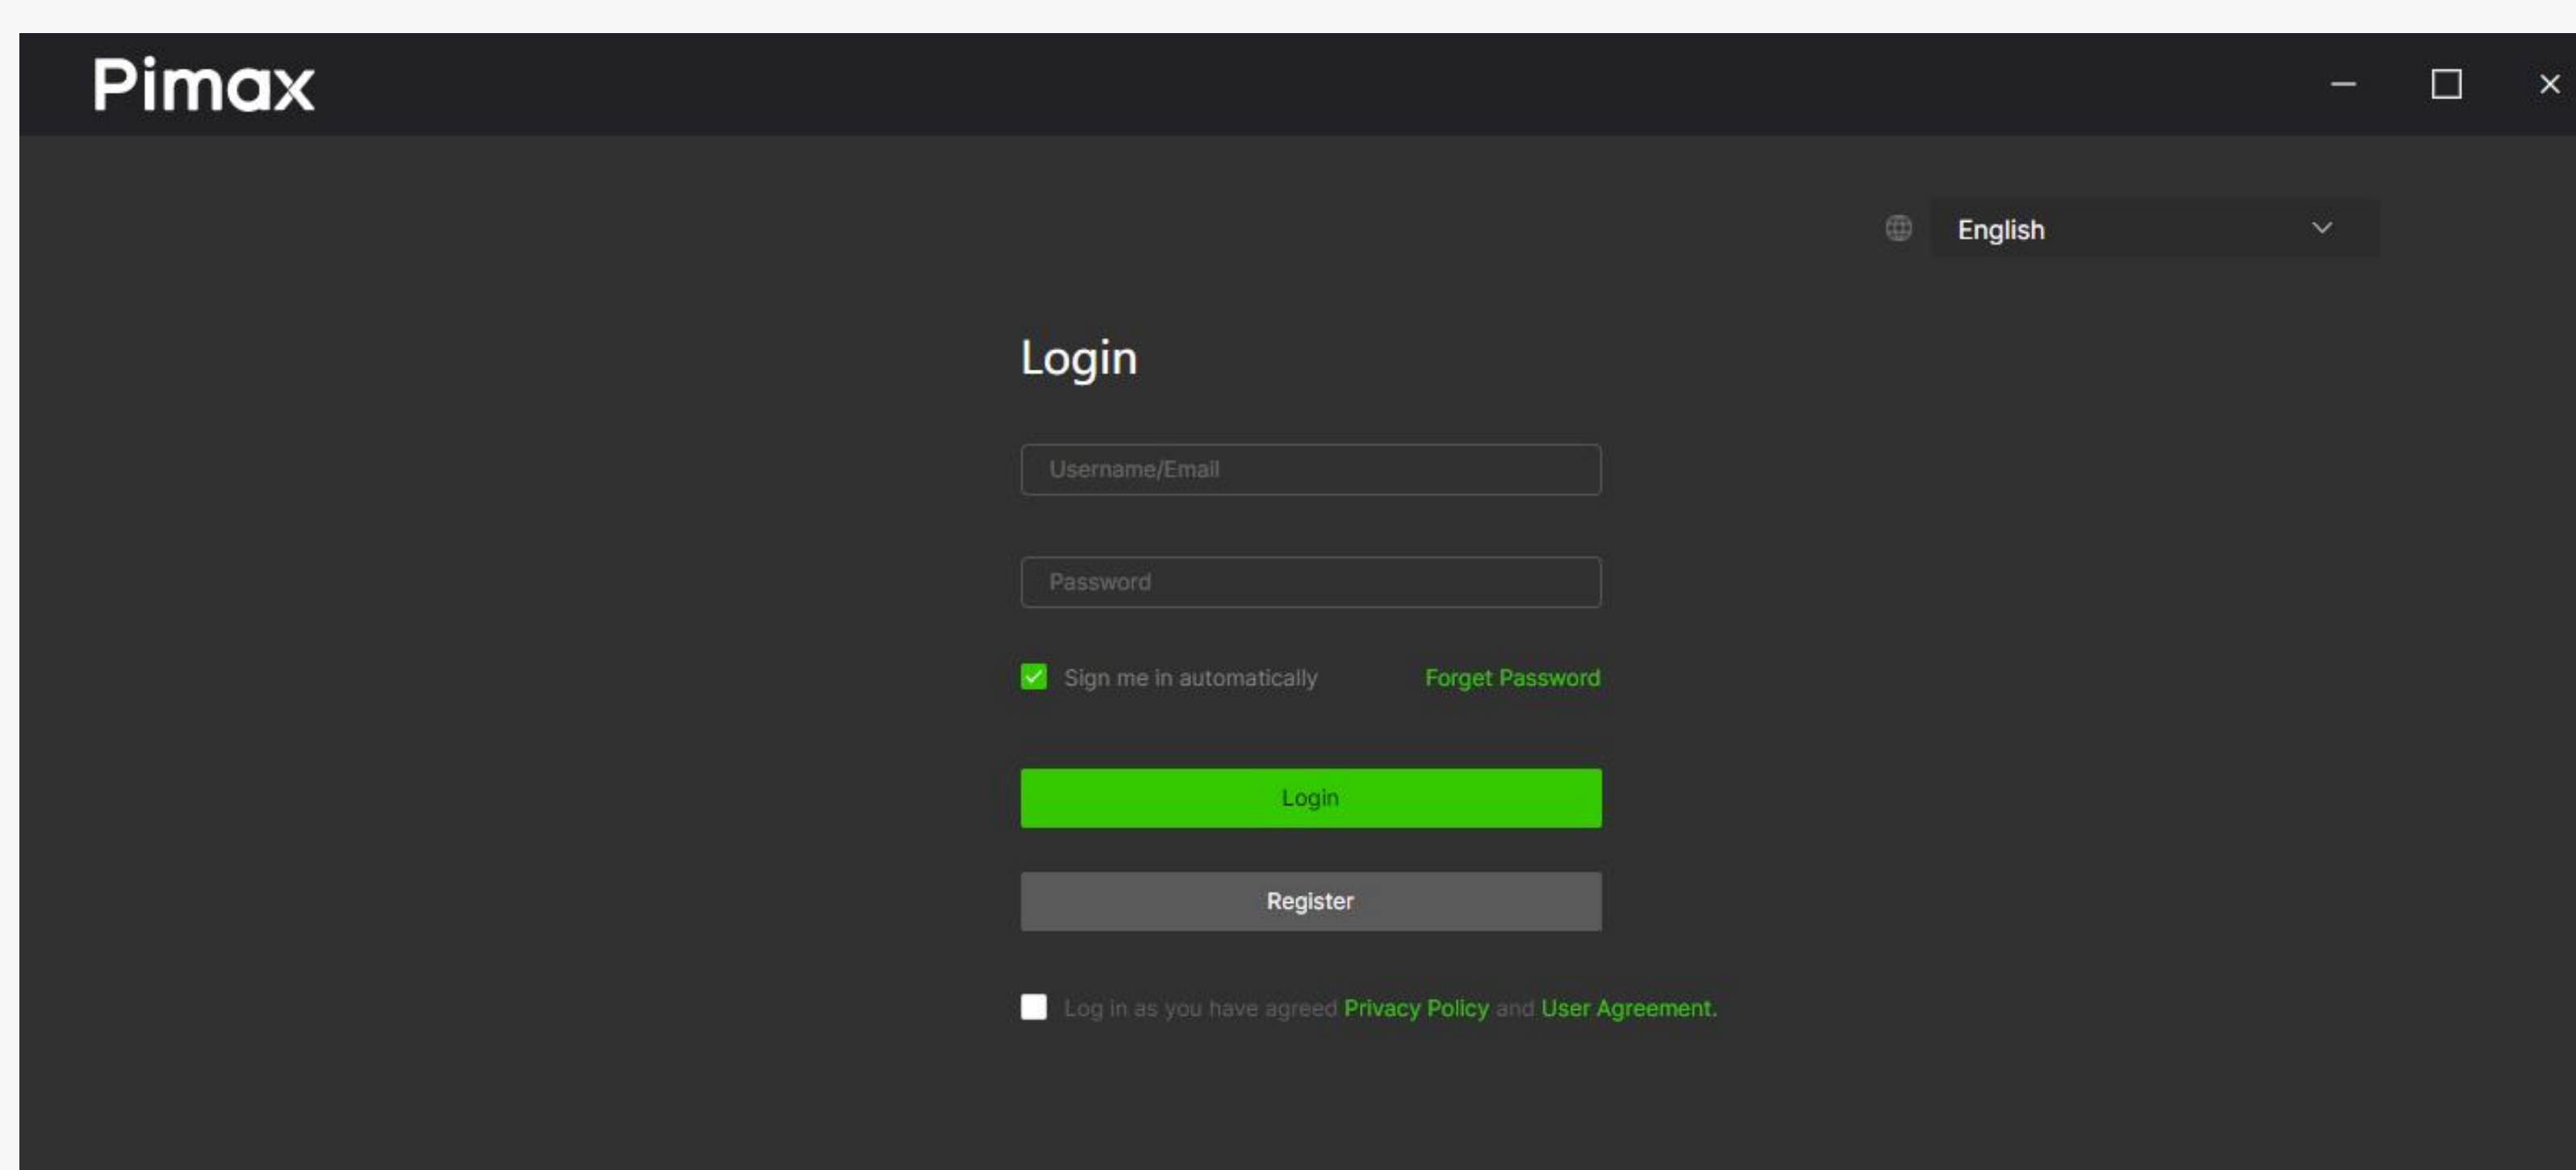 Pimax
English
Login
Username/Email
Password
Sign me in automatically Forget Password
Login
Register
Log in as you have agreed Privacy Policy and User Agreement.